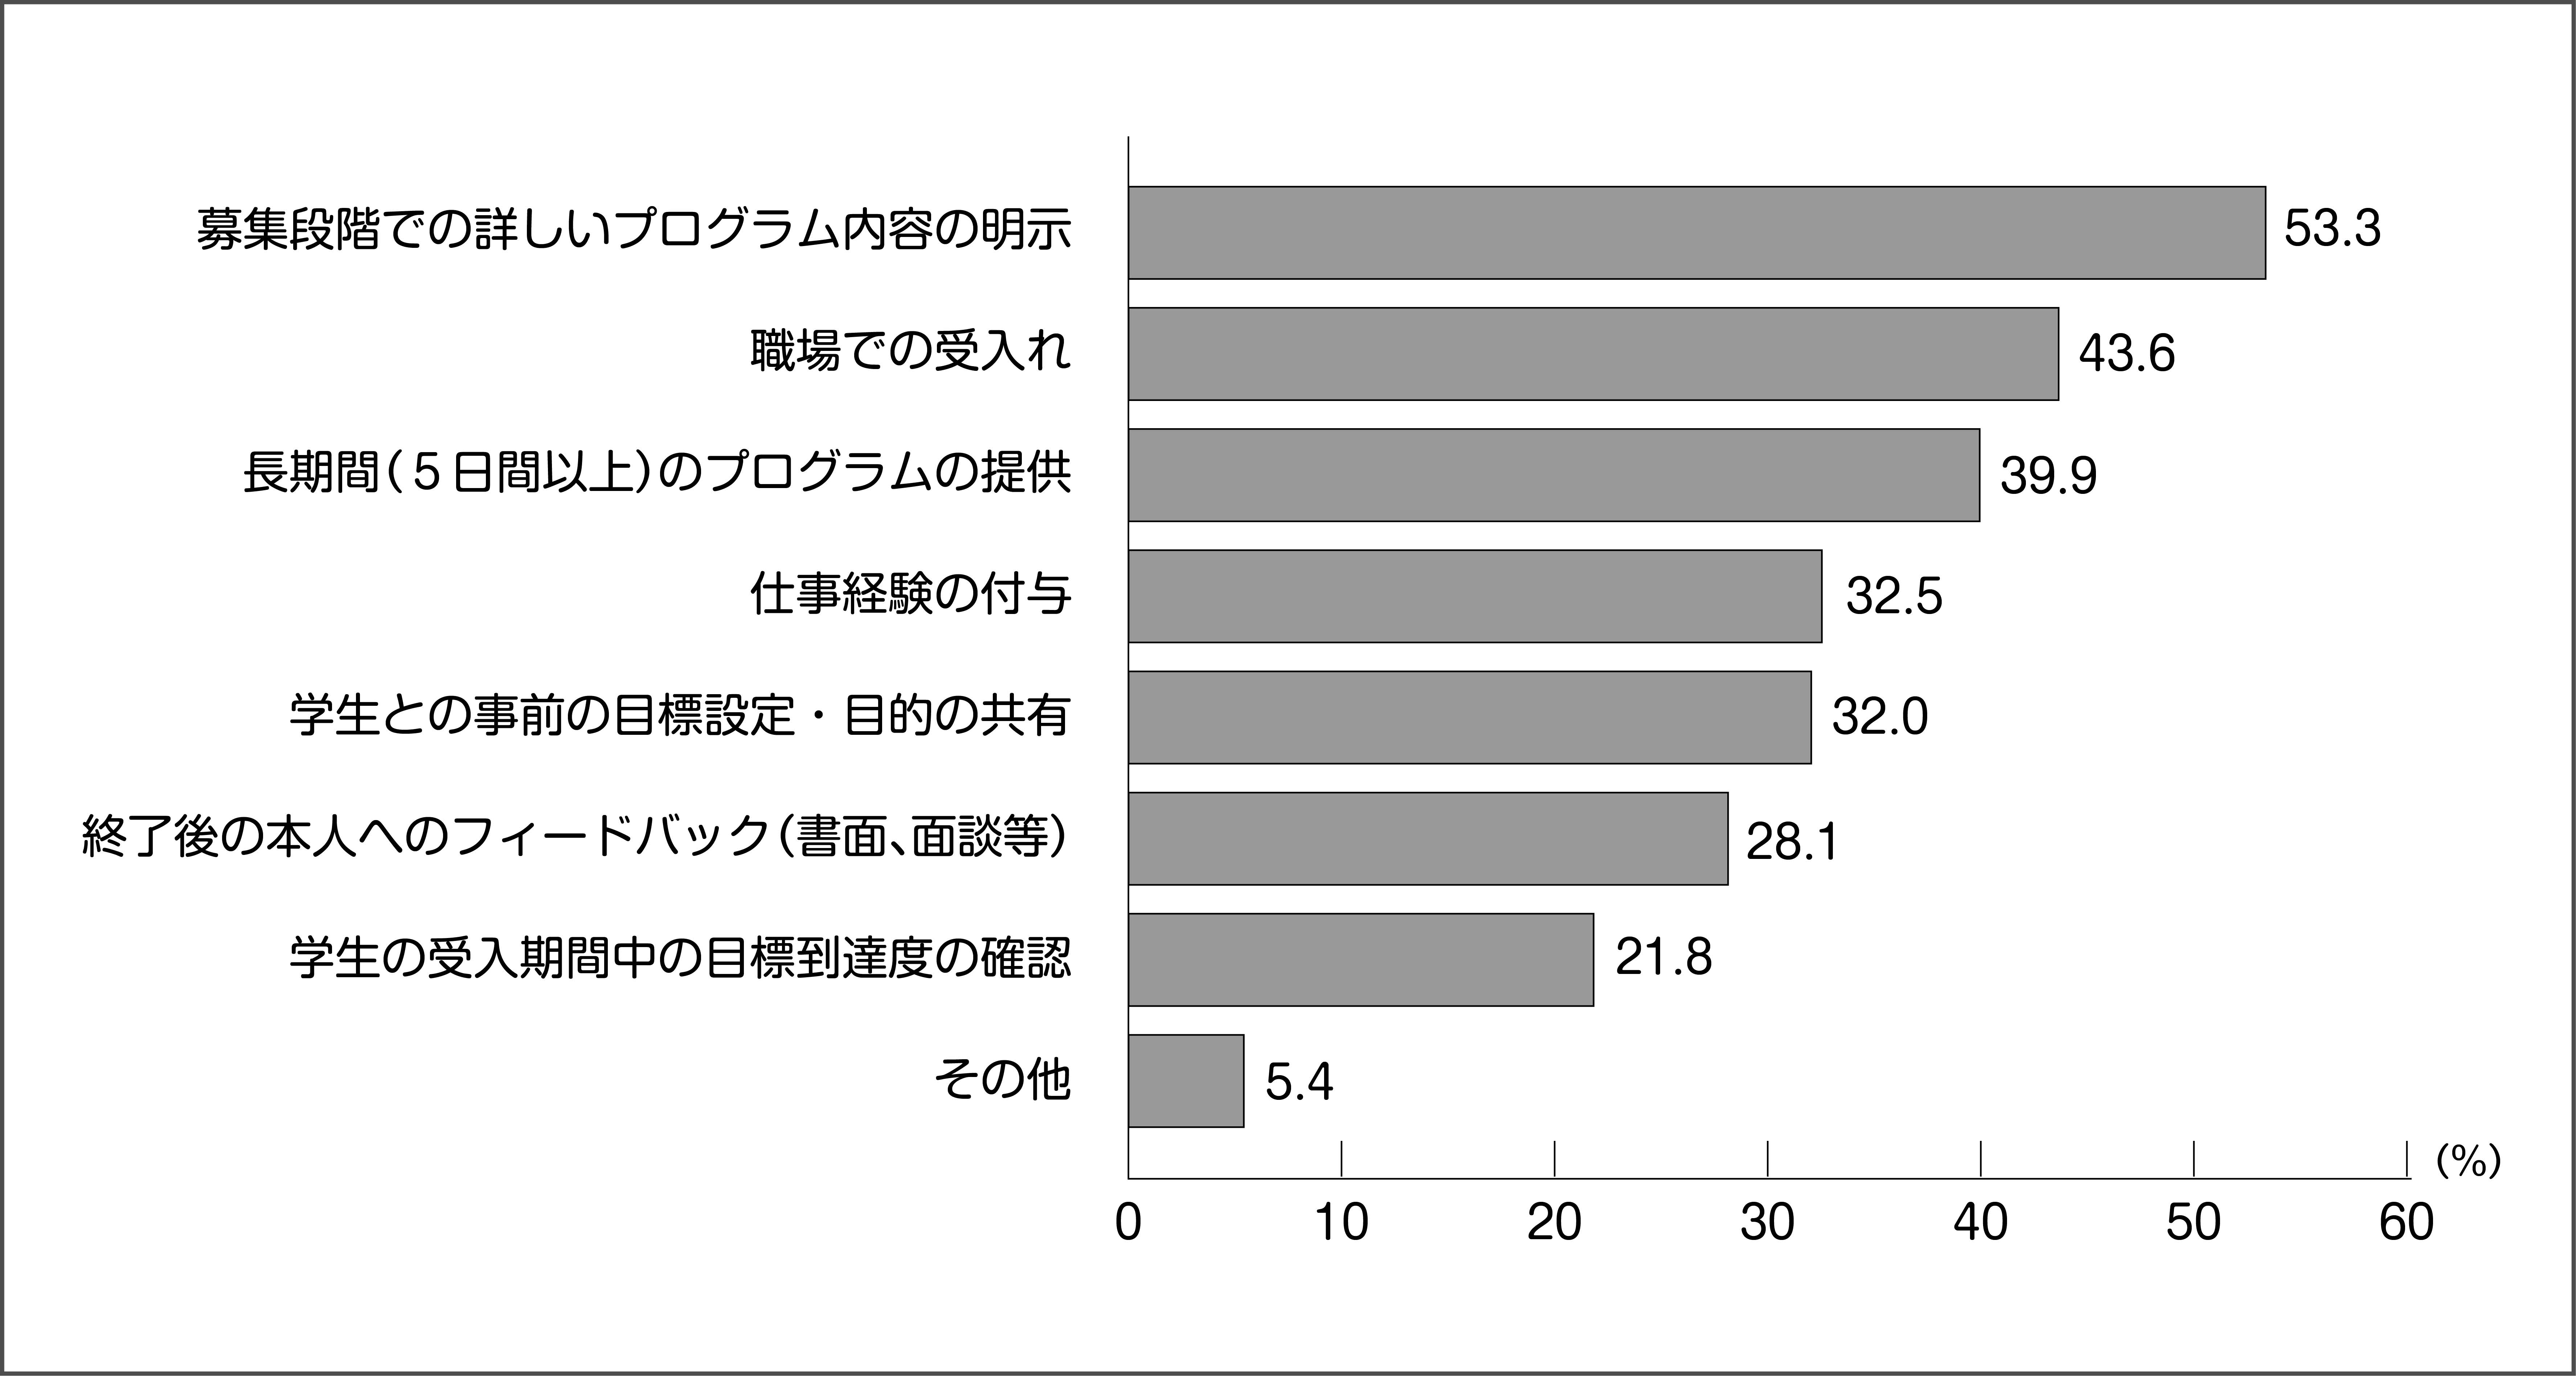 募集段階での詳しいプログラム内容の明示 53.3
職場での受入れ 43.6
長期間(5日間以上)のプログラムの提供 39.9
仕事経験の付与 32.5
学生との事前の目標設定・目的の共有 32.0
終了後の本人へのフィードバック(書面、面談等) 28.1
学生の受入期間中の目標到達度の確認 21.8
その他 5.4
(%)
0 10 20 30 40 50 60